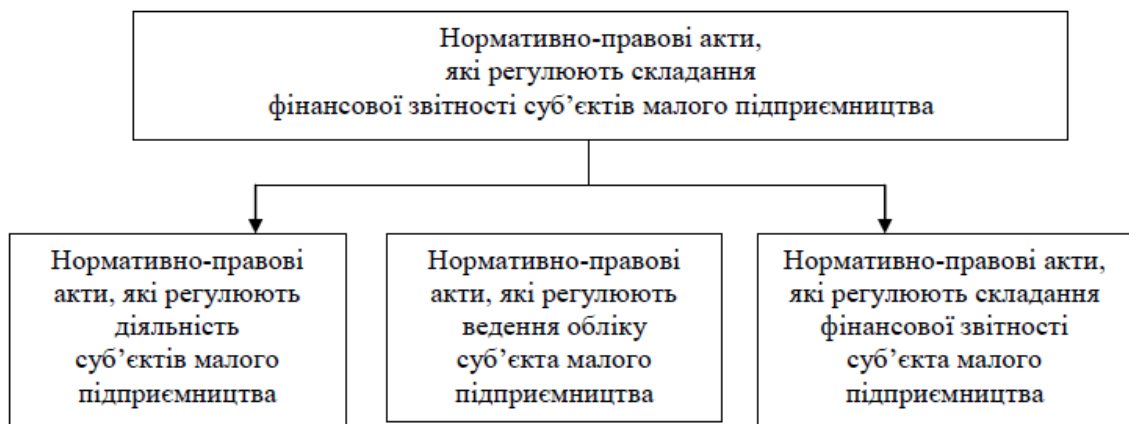 Нормативно-правові акти,
які регулюють складання
фінансової звітності суб’єктів малого підприємництва
Нормативно-правові
акти, які регулюють
діяльність
суб’єктів малого
підприємництва
Нормативно-правові
акти, які регулюють
ведення обліку
суб’єкта малого
підприємництва
Нормативно-правові акти,
які регулюють складання
фінансової звітності
суб’єкта малого
підприємництва